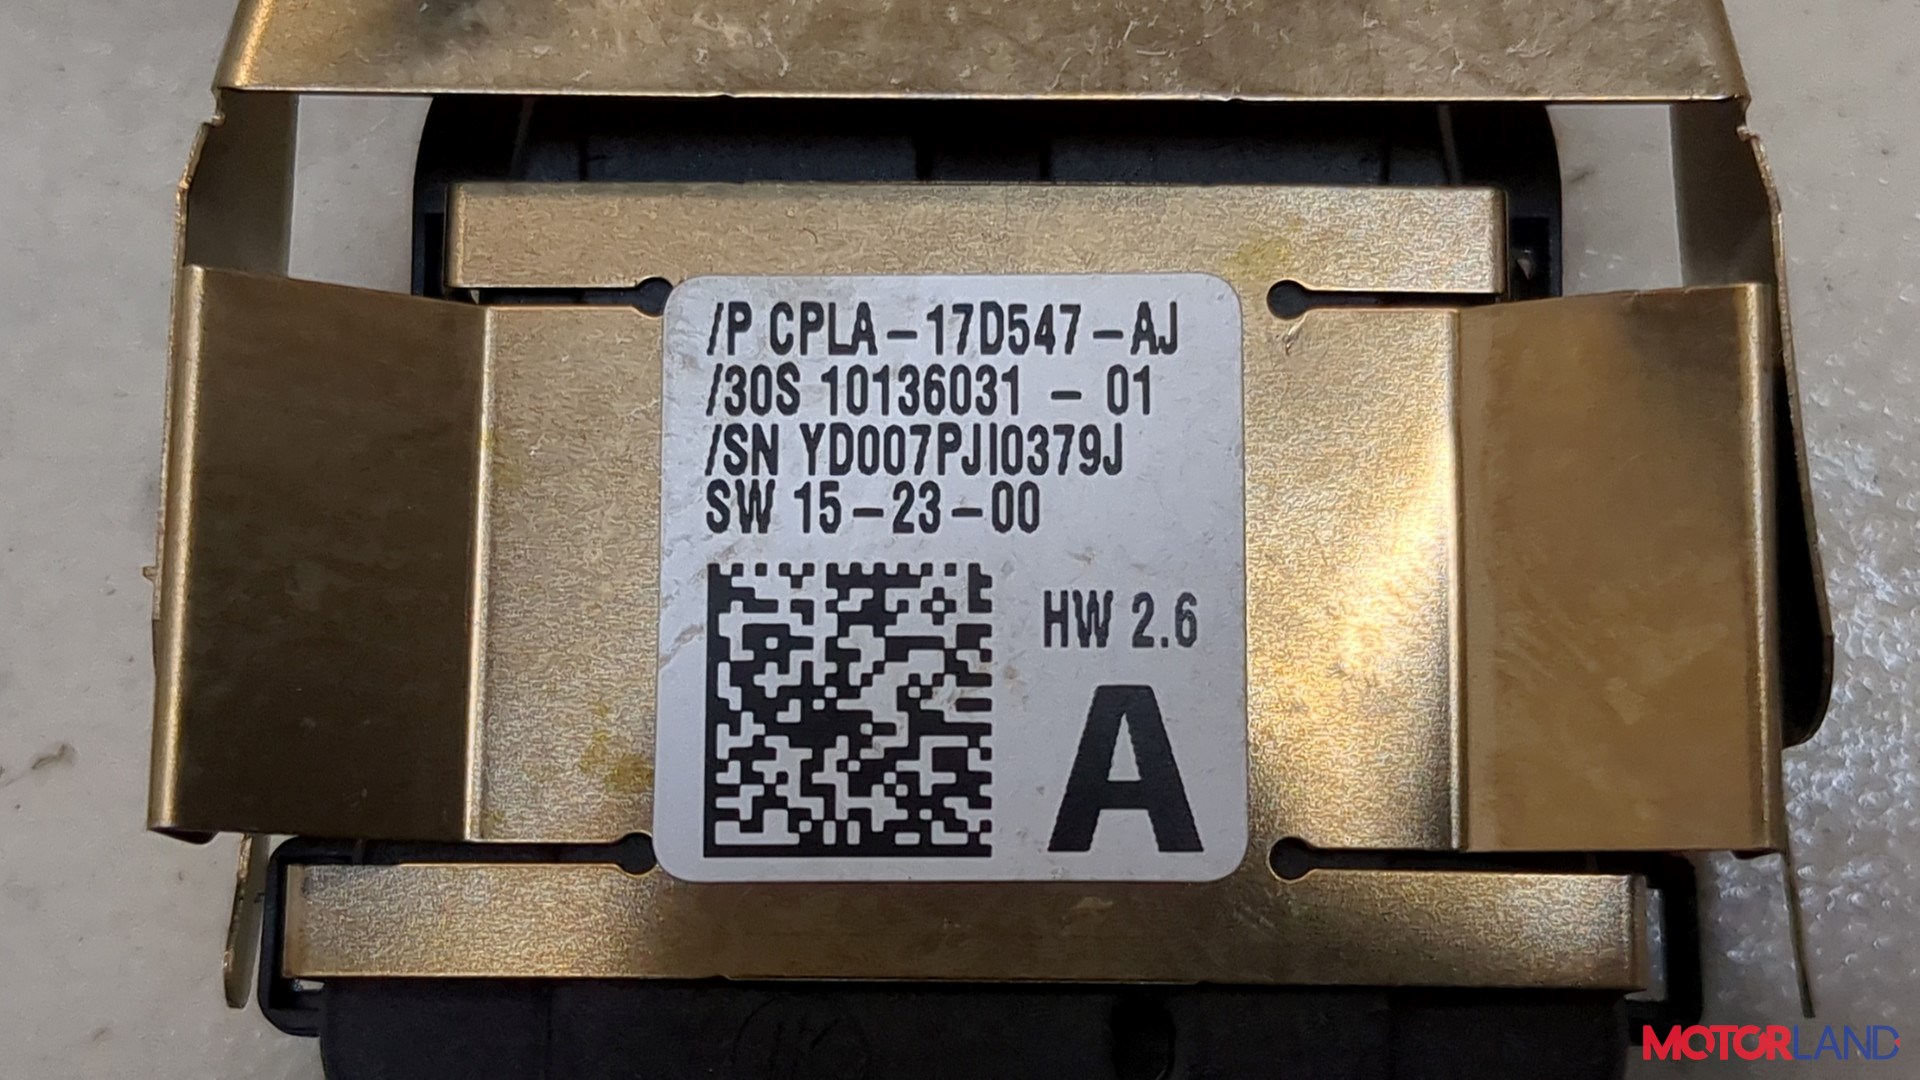 /P CPLA-17D547-AJ
/30S 10136031 - 01
/SN YD007PJI0379J
SW 15-23-00
HW 2.6
A
MOTORLAND